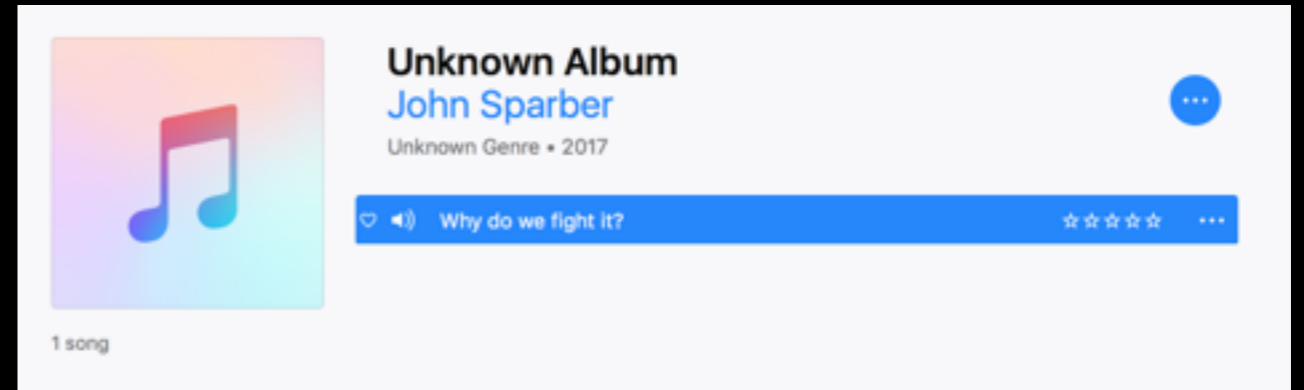 Unknown Album
John Sparber
Unknown Genre • 2017
Why do we fight it?
1 song